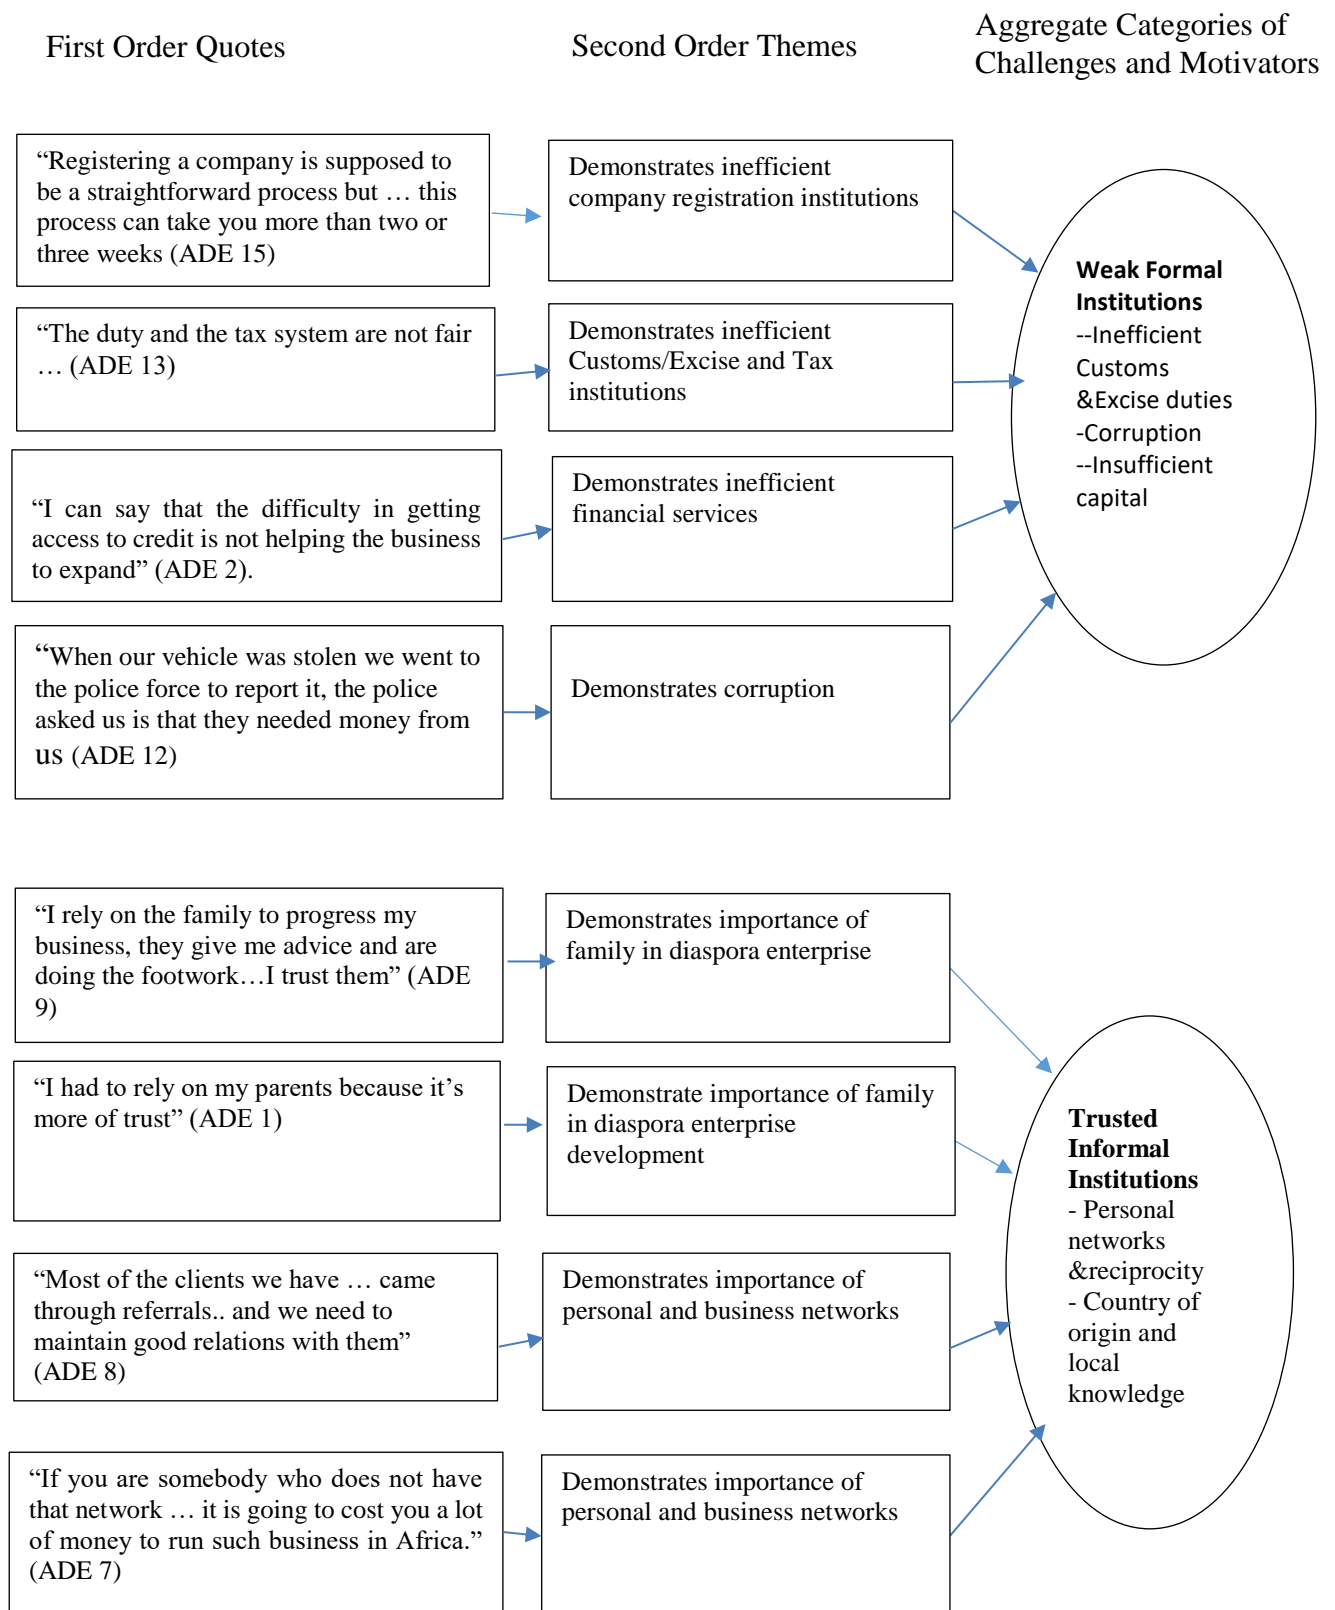 First Order Quotes
Second Order Themes
Aggregate Categories of
Challenges and Motivators
“Registering a company is supposed to
be a straightforward process but … this
process can take you more than two or
three weeks (ADE 15)
Demonstrates inefficient
company registration institutions
“The duty and the tax system are not fair
… (ADE 13)
Demonstrates inefficient
Customs/Excise and Tax
institutions
“I can say that the difficulty in getting
access to credit is not helping the business
to expand” (ADE 2).
Demonstrates inefficient
financial services
“When our vehicle was stolen we went to
the police force to report it, the police
asked us is that they needed money from
us (ADE 12)
Demonstrates corruption
Weak Formal
Institutions
--Inefficient
Customs
&Excise duties
-Corruption
--Insufficient
capital
“I rely on the family to progress my
business, they give me advice and are
doing the footwork…I trust them” (ADE
9)
Demonstrates importance of
family in diaspora enterprise
“I had to rely on my parents because it’s
more of trust” (ADE 1)
Demonstrate importance of family
in diaspora enterprise
development
“Most of the clients we have … came
through referrals.. and we need to
maintain good relations with them”
(ADE 8)
Demonstrates importance of
personal and business networks
“If you are somebody who does not have
that network … it is going to cost you a lot
of money to run such business in Africa.”
(ADE 7)
Demonstrates importance of
personal and business networks
Trusted
Informal
Institutions
- Personal
networks
&reciprocity
- Country of
origin and
local
knowledge